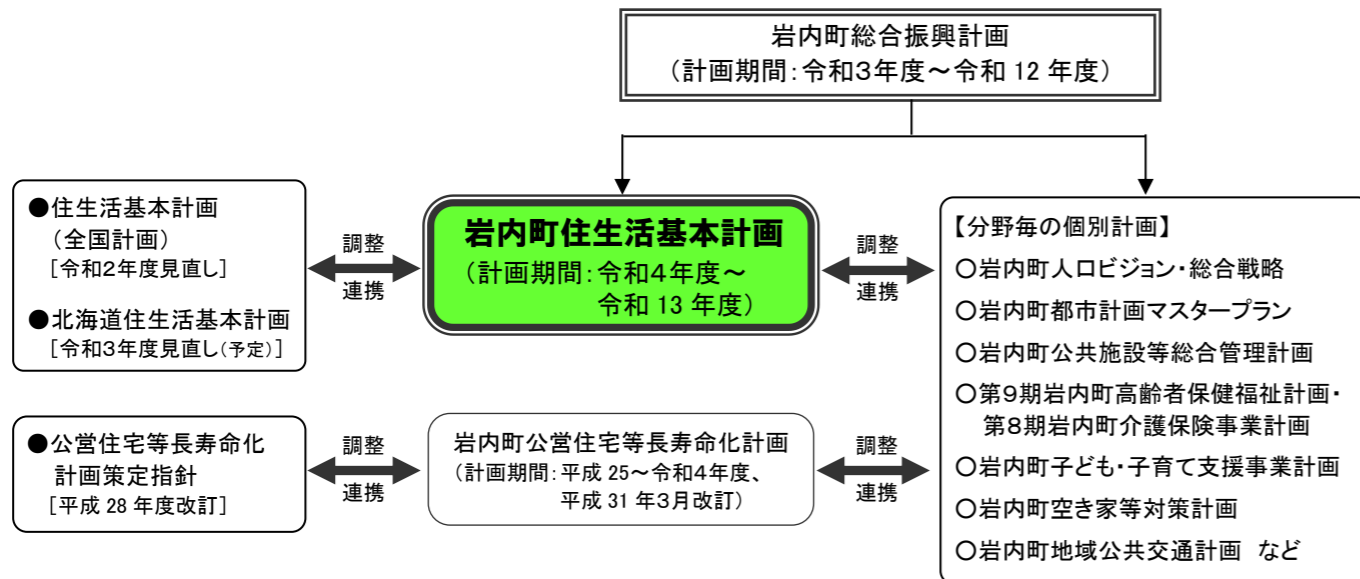 岩内町総合振興計画
（計画期間：令和３年度～令和 12 年度）
●住生活基本計画
（全国計画）
［令和２年度見直し］
●北海道住生活基本計画
［令和３年度見直し（予定）］
調整
連携
岩内町住生活基本計画
（計画期間：令和４年度～
令和 13 年度）
調整
連携
【分野毎の個別計画】
〇岩内町人口ビジョン・総合戦略
〇岩内町都市計画マスタープラン
〇岩内町公共施設等総合管理計画
〇第９期岩内町高齢者保健福祉計画・
第８期岩内町介護保険事業計画
〇岩内町子ども・子育て支援事業計画
〇岩内町空き家等対策計画
〇岩内町地域公共交通計画 など
●公営住宅等長寿命化
計画策定指針
［平成 28 年度改訂］
調整
連携
岩内町公営住宅等長寿命化計画
（計画期間：平成 25～令和４年度、
平成 31 年３月改訂）
調整
連携